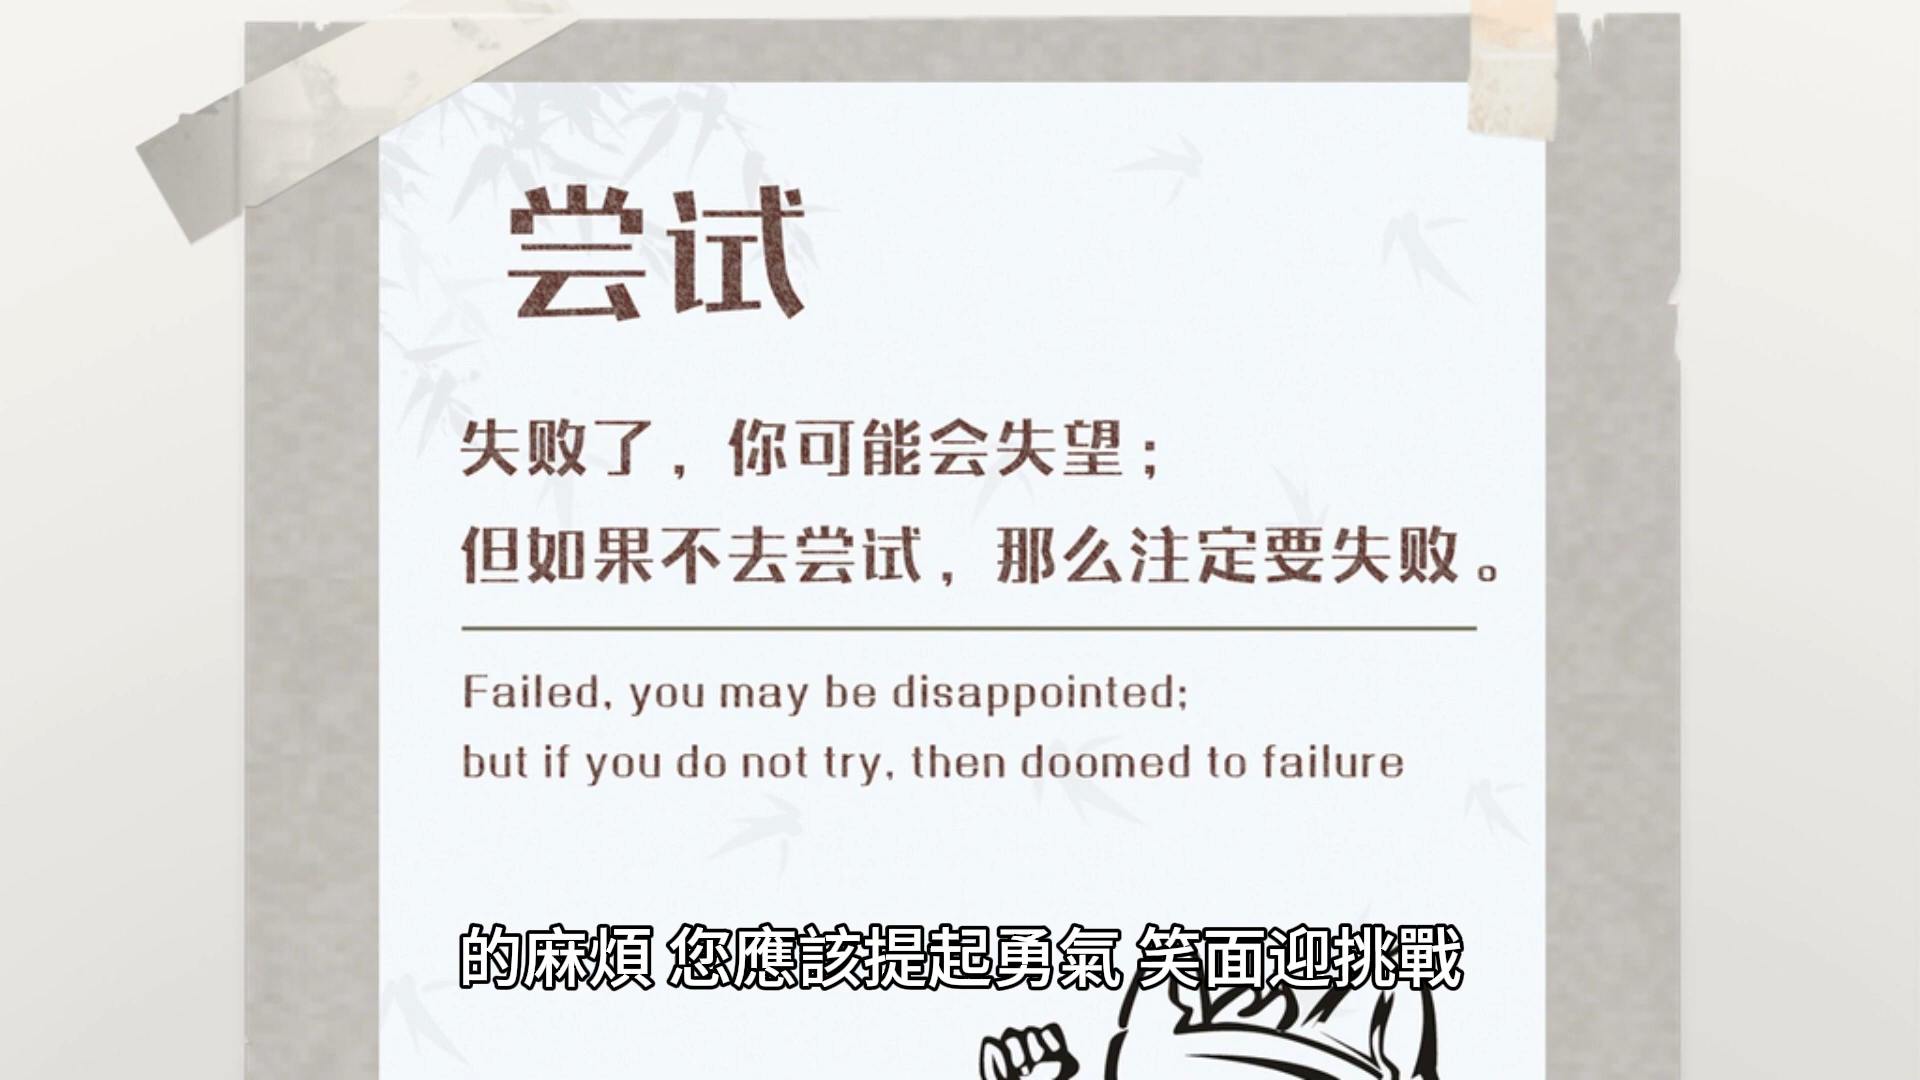 尝试
失败了，你可能会失望；
但如果不去尝试，那么注定要失败。
Failed, you may be disappointed;
but if you do not try, then doomed to failure
的麻煩 您應該提起勇氣 笑面迎挑戰